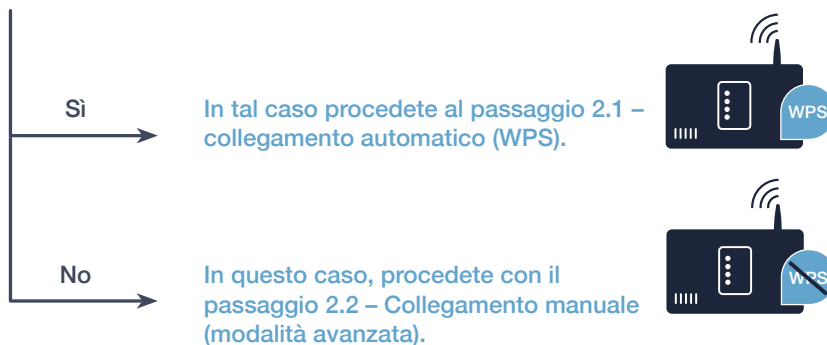 Sì
In tal caso procedete al passaggio 2.1 –
collegamento automatico (WPS).
WPS
No
In questo caso, procedete con il
passaggio 2.2 – Collegamento manuale
(modalità avanzata).
WPS